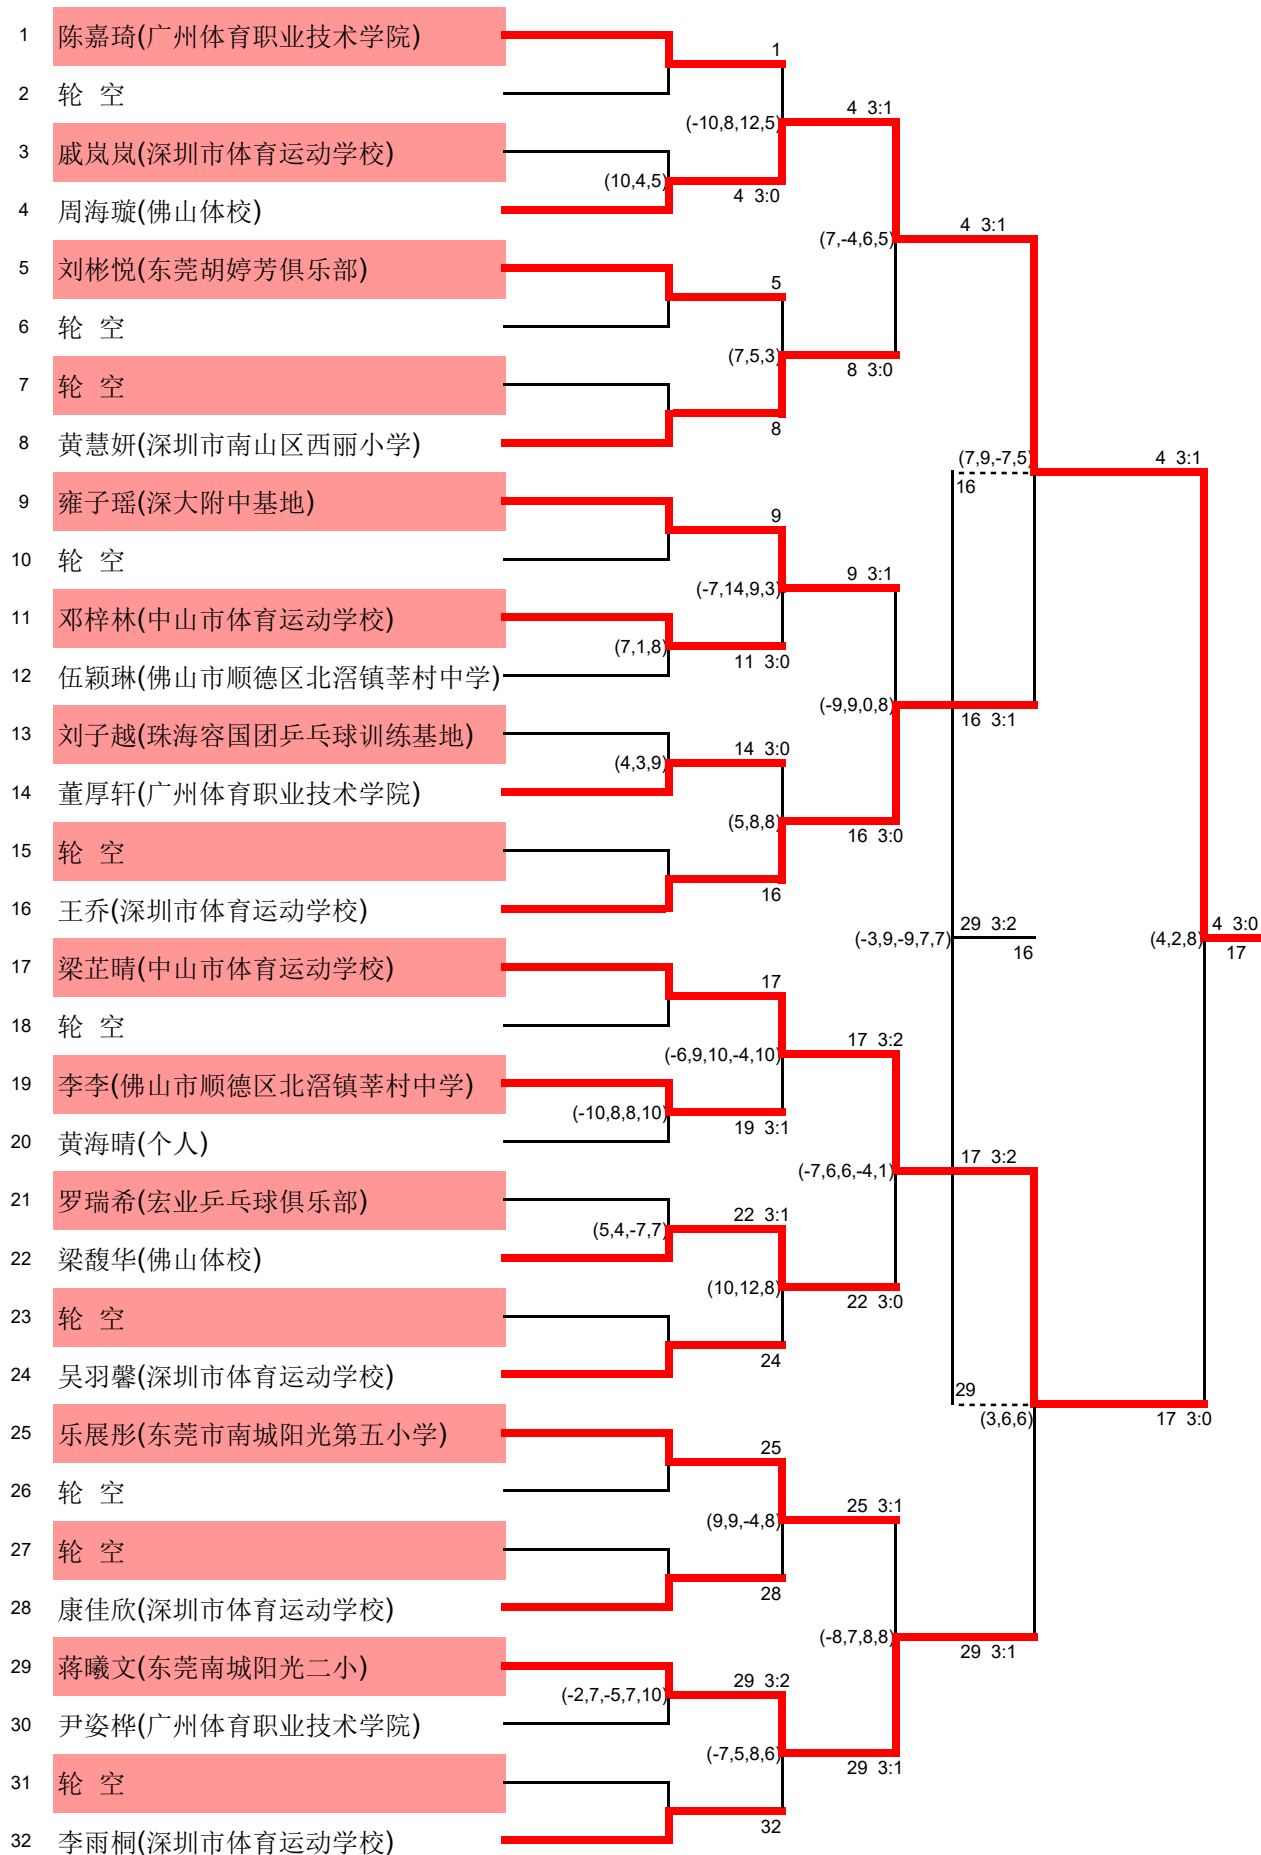 1 陈嘉琦(广州体育职业技术学院)
1
2 轮 空
4 3:1
(-10,8,12,5)
3 戚岚岚(深圳市体育运动学校)
(10,4,5)
4 3:0
4 周海璇(佛山体校)
4 3:1
(7,-4,6,5)
5 刘彬悦(东莞胡婷芳俱乐部)
5
6 轮 空
(7,5,3)
8 3:0
7 轮 空
8
8 黄慧妍(深圳市南山区西丽小学)
(7,9,-7,5)
4 3:1
16
9 雍子瑶(深大附中基地)
9
10 轮 空
9 3:1
(-7,14,9,3)
11 邓梓林(中山市体育运动学校)
(7,1,8)
11 3:0
12 伍颖琳(佛山市顺德区北滘镇莘村中学)
(-9,9,0,8)
16 3:1
13 刘子越(珠海容国团乒乓球训练基地)
14 3:0
(4,3,9)
14 董厚轩(广州体育职业技术学院)
(5,8,8)
16 3:0
15 轮 空
16
16 王乔(深圳市体育运动学校)
29 3:2
4 3:0
(-3,9,-9,7,7)
(4,2,8)
16
17
17 梁芷晴(中山市体育运动学校)
17
18 轮 空
17 3:2
(-6,9,10,-4,10)
19 李李(佛山市顺德区北滘镇莘村中学)
(-10,8,8,10)
19 3:1
20 黄海晴(个人)
17 3:2
(-7,6,6,-4,1)
21 罗瑞希(宏业乒乓球俱乐部)
22 3:1
(5,4,-7,7)
22 梁馥华(佛山体校)
(10,12,8)
22 3:0
23 轮 空
24
24 吴羽馨(深圳市体育运动学校)
29
(3,6,6)
17 3:0
25 乐展彤(东莞市南城阳光第五小学)
25
26 轮 空
25 3:1
(9,9,-4,8)
27 轮 空
28
28 康佳欣(深圳市体育运动学校)
(-8,7,8,8)
29 3:1
29 蒋曦文(东莞南城阳光二小)
29 3:2
(-2,7,-5,7,10)
30 尹姿桦(广州体育职业技术学院)
(-7,5,8,6)
29 3:1
31 轮 空
32
32 李雨桐(深圳市体育运动学校)